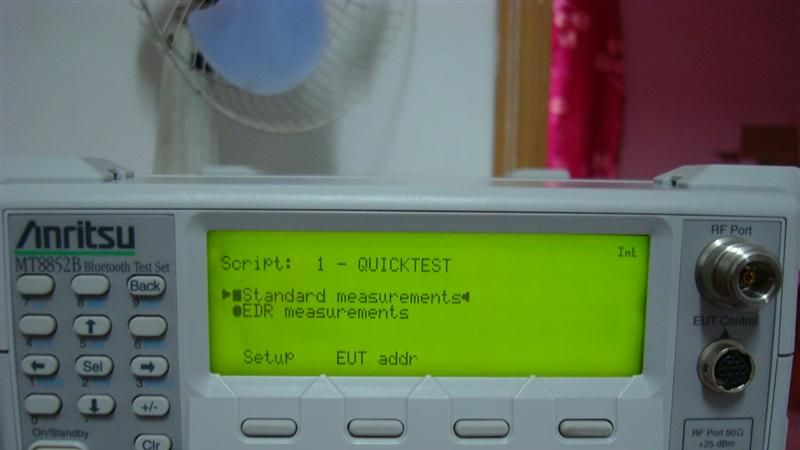 Anritsu
MT8852B Bluetooth Test Set
Script: 1 - QUICKTEST
Int
Standard measurements
EDR measurements
Setup EUT addr
Back
Sel
+/-
Clr
On/Standby
RF Port
EUT Control
RF Port 50Ω
+25 dBm